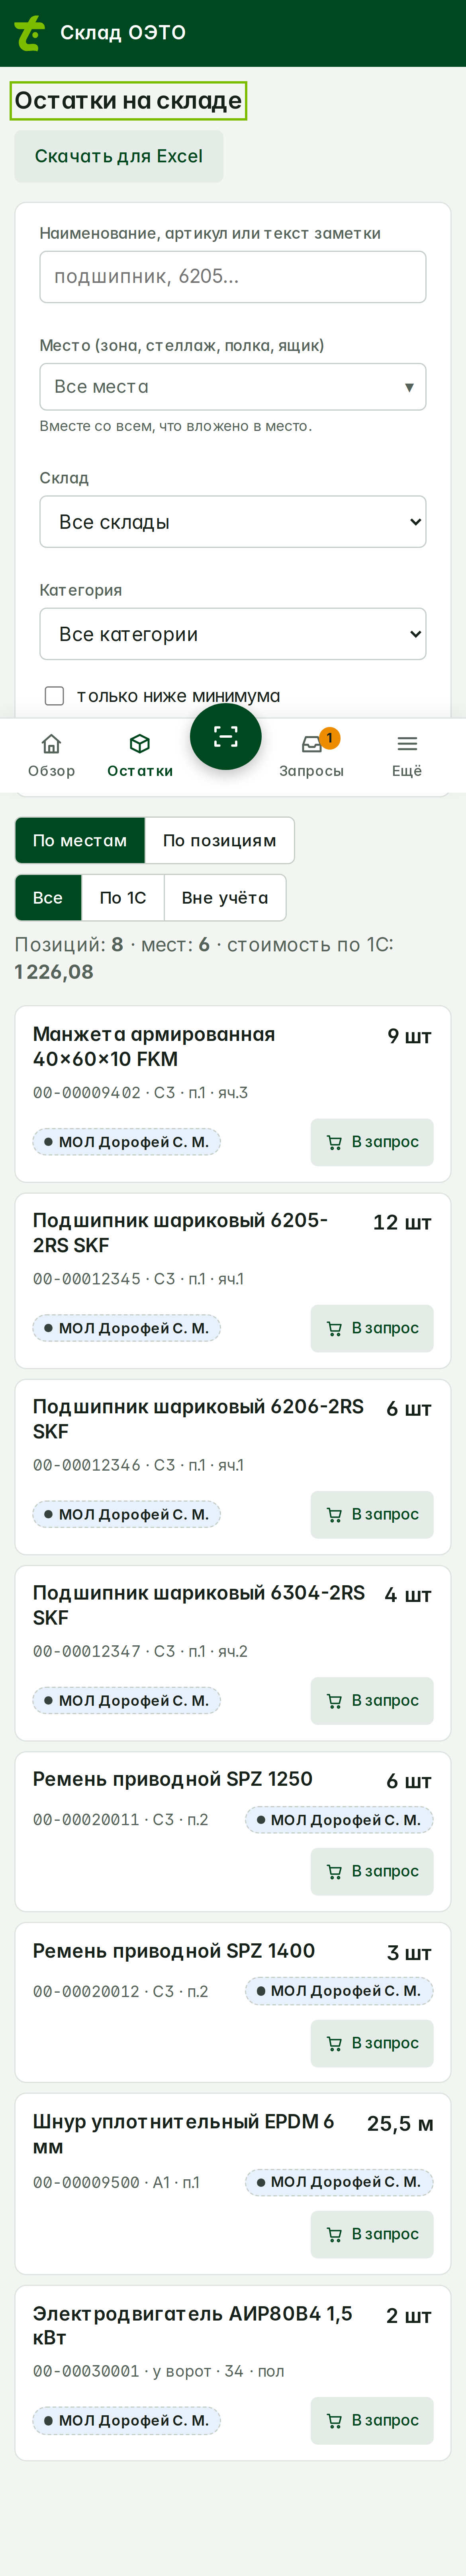 Склад ОЭТО
Остатки на складе
Скачать для Excel
Наименование, артикул или текст заметки
подшипник, 6205...
Место (зона, стеллаж, полка, ящик)
Все места
Вместе со всем, что вложено в место.
Склад
Все склады
Категория
Все категории
только ниже минимума
Обзор
Остатки
1
Запросы
Ещё
По местам
По позициям
Все
По 1С
Вне учёта
Позиций: 8 · мест: 6 · стоимость по 1С:
1 226,08
Манжета армированная
40×60×10 FKM
9 шт
00-00009402 · С3 · п.1 · яч.3
МОЛ Дорофей С. М.
В запрос
Подшипник шариковый 6205-
2RS SKF
12 шт
00-00012345 · С3 · п.1 · яч.1
МОЛ Дорофей С. М.
В запрос
Подшипник шариковый 6206-2RS
SKF
6 шт
00-00012346 · С3 · п.1 · яч.1
МОЛ Дорофей С. М.
В запрос
Подшипник шариковый 6304-2RS
SKF
4 шт
00-00012347 · С3 · п.1 · яч.2
МОЛ Дорофей С. М.
В запрос
Ремень приводной SPZ 1250
6 шт
00-00020011 · С3 · п.2
МОЛ Дорофей С. М.
В запрос
Ремень приводной SPZ 1400
3 шт
00-00020012 · С3 · п.2
МОЛ Дорофей С. М.
В запрос
Шнур уплотнительный EPDM 6
мм
25,5 м
00-00009500 · А1 · п.1
МОЛ Дорофей С. М.
В запрос
Электродвигатель АИР80В4 1,5
кВт
2 шт
00-00030001 · у ворот · 34 · пол
МОЛ Дорофей С. М.
В запрос